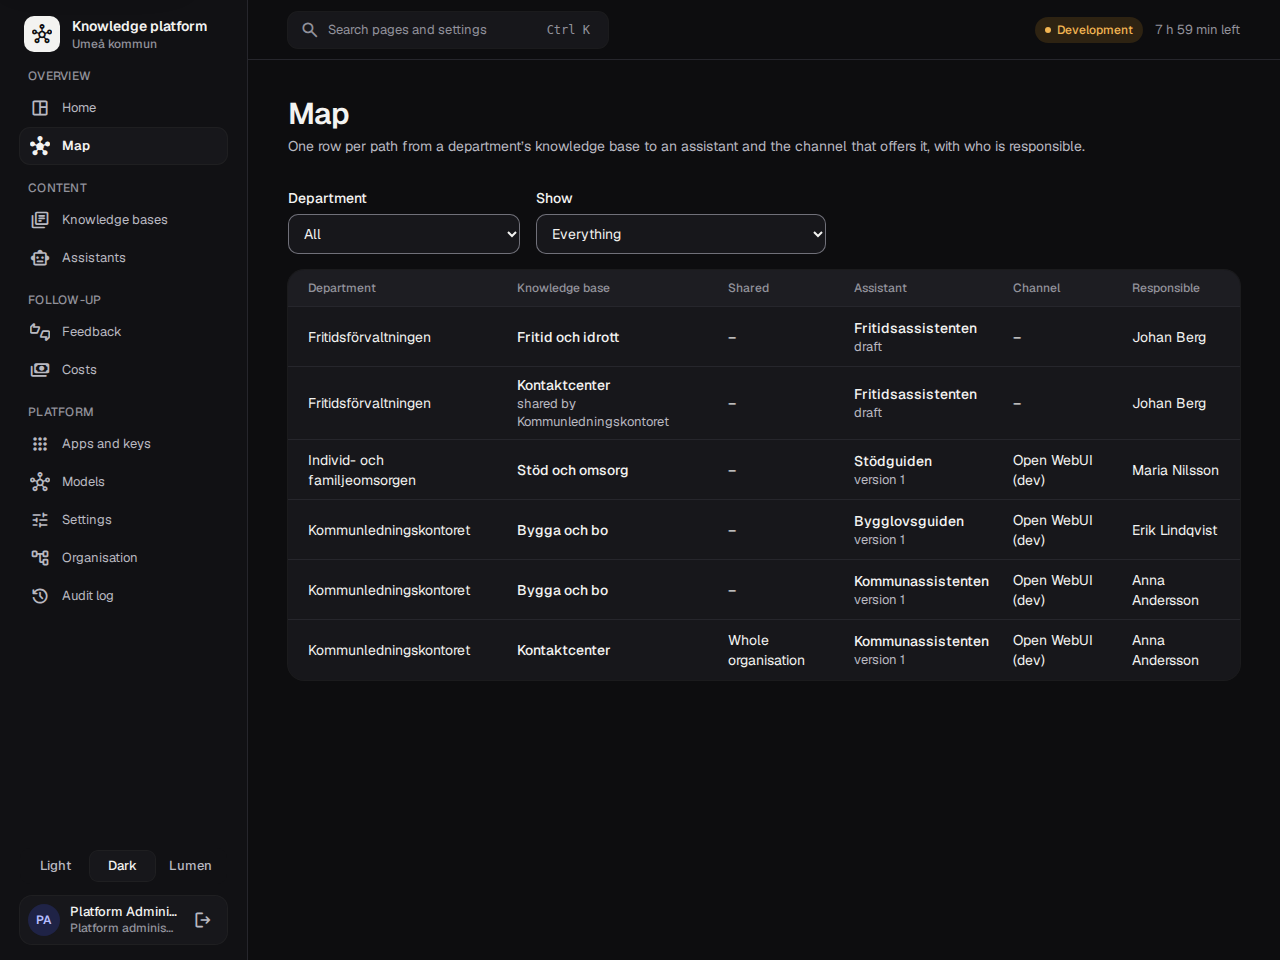 Knowledge platform
Umeå kommun
OVERVIEW
Home
Map
CONTENT
Knowledge bases
Assistants
FOLLOW-UP
Feedback
Costs
PLATFORM
Apps and keys
Models
Settings
Organisation
Audit log
Light Dark Lumen
PA
Platform Admini...
Platform adminis...
Search pages and settings Ctrl K
Development 7 h 59 min left
Map
One row per path from a department's knowledge base to an assistant and the channel that offers it, with who is responsible.
Department Show
All Everything
Department Knowledge base Shared Assistant Channel Responsible
Fritidsförvaltningen Fritid och idrott – Fritidsassistenten – Johan Berg
draft
Fritidsförvaltningen Kontaktcenter – Fritidsassistenten – Johan Berg
shared by draft
Kommunledningskontoret
Individ- och Stöd och omsorg – Stödguiden Open WebUI Maria Nilsson
familjeomsorgen version 1 (dev)
Kommunledningskontoret Bygga och bo – Bygglovsguiden Open WebUI Erik Lindqvist
version 1 (dev)
Kommunledningskontoret Bygga och bo – Kommunassistenten Open WebUI Anna
version 1 (dev) Andersson
Kommunledningskontoret Kontaktcenter Whole Kommunassistenten Open WebUI Anna
organisation version 1 (dev) Andersson